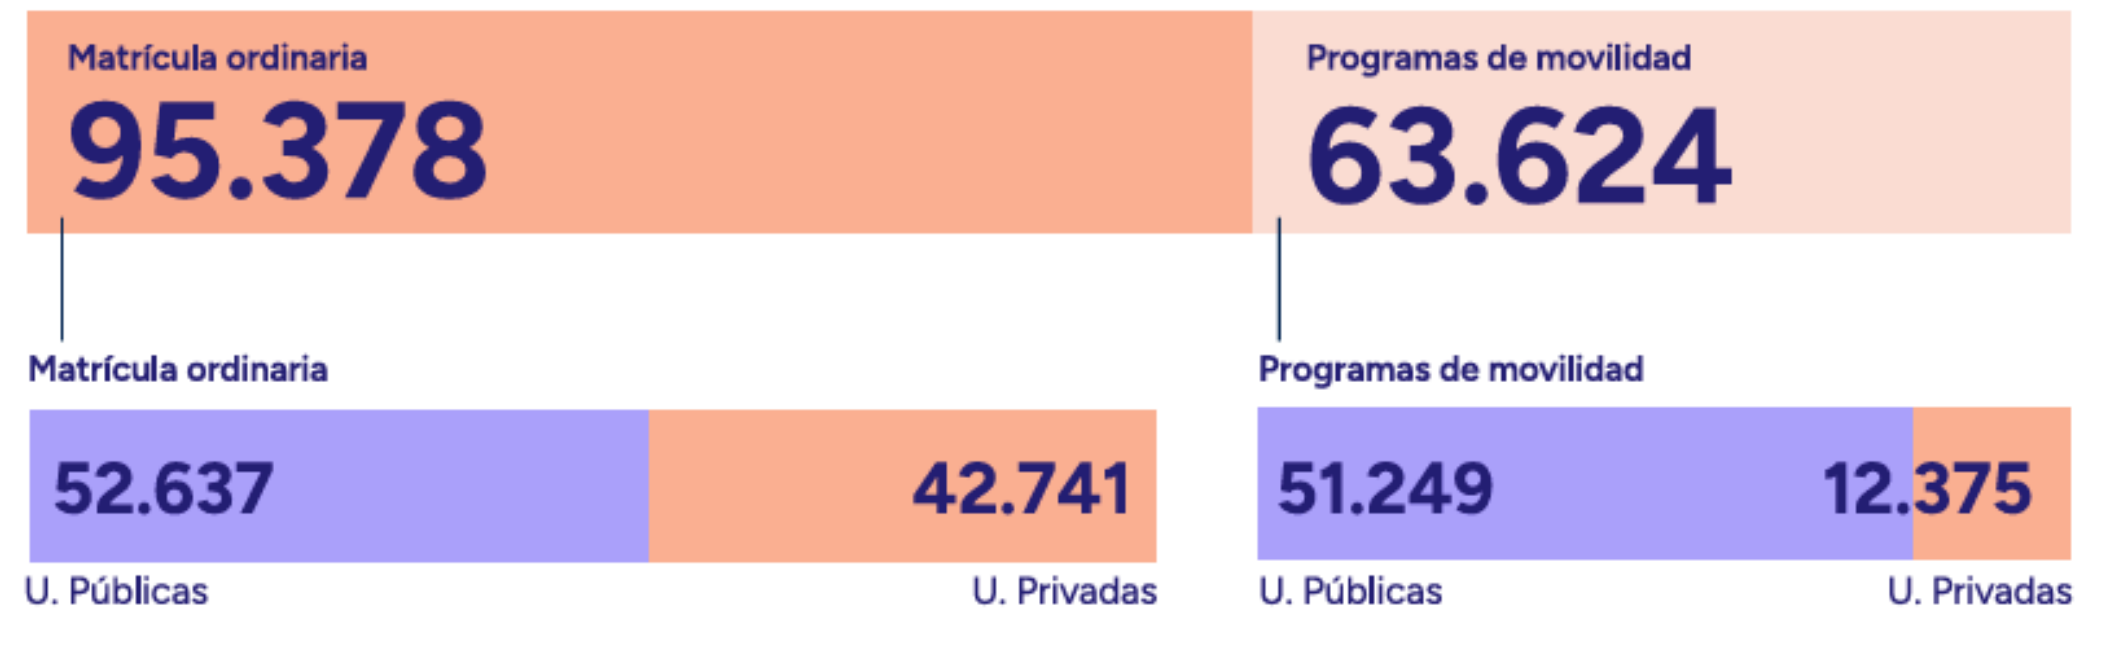 Matrícula ordinaria
95.378
Programas de movilidad
63.624
Matrícula ordinaria
52.637
42.741
U. Públicas
U. Privadas
Programas de movilidad
51.249
12.375
U. Públicas
U. Privadas